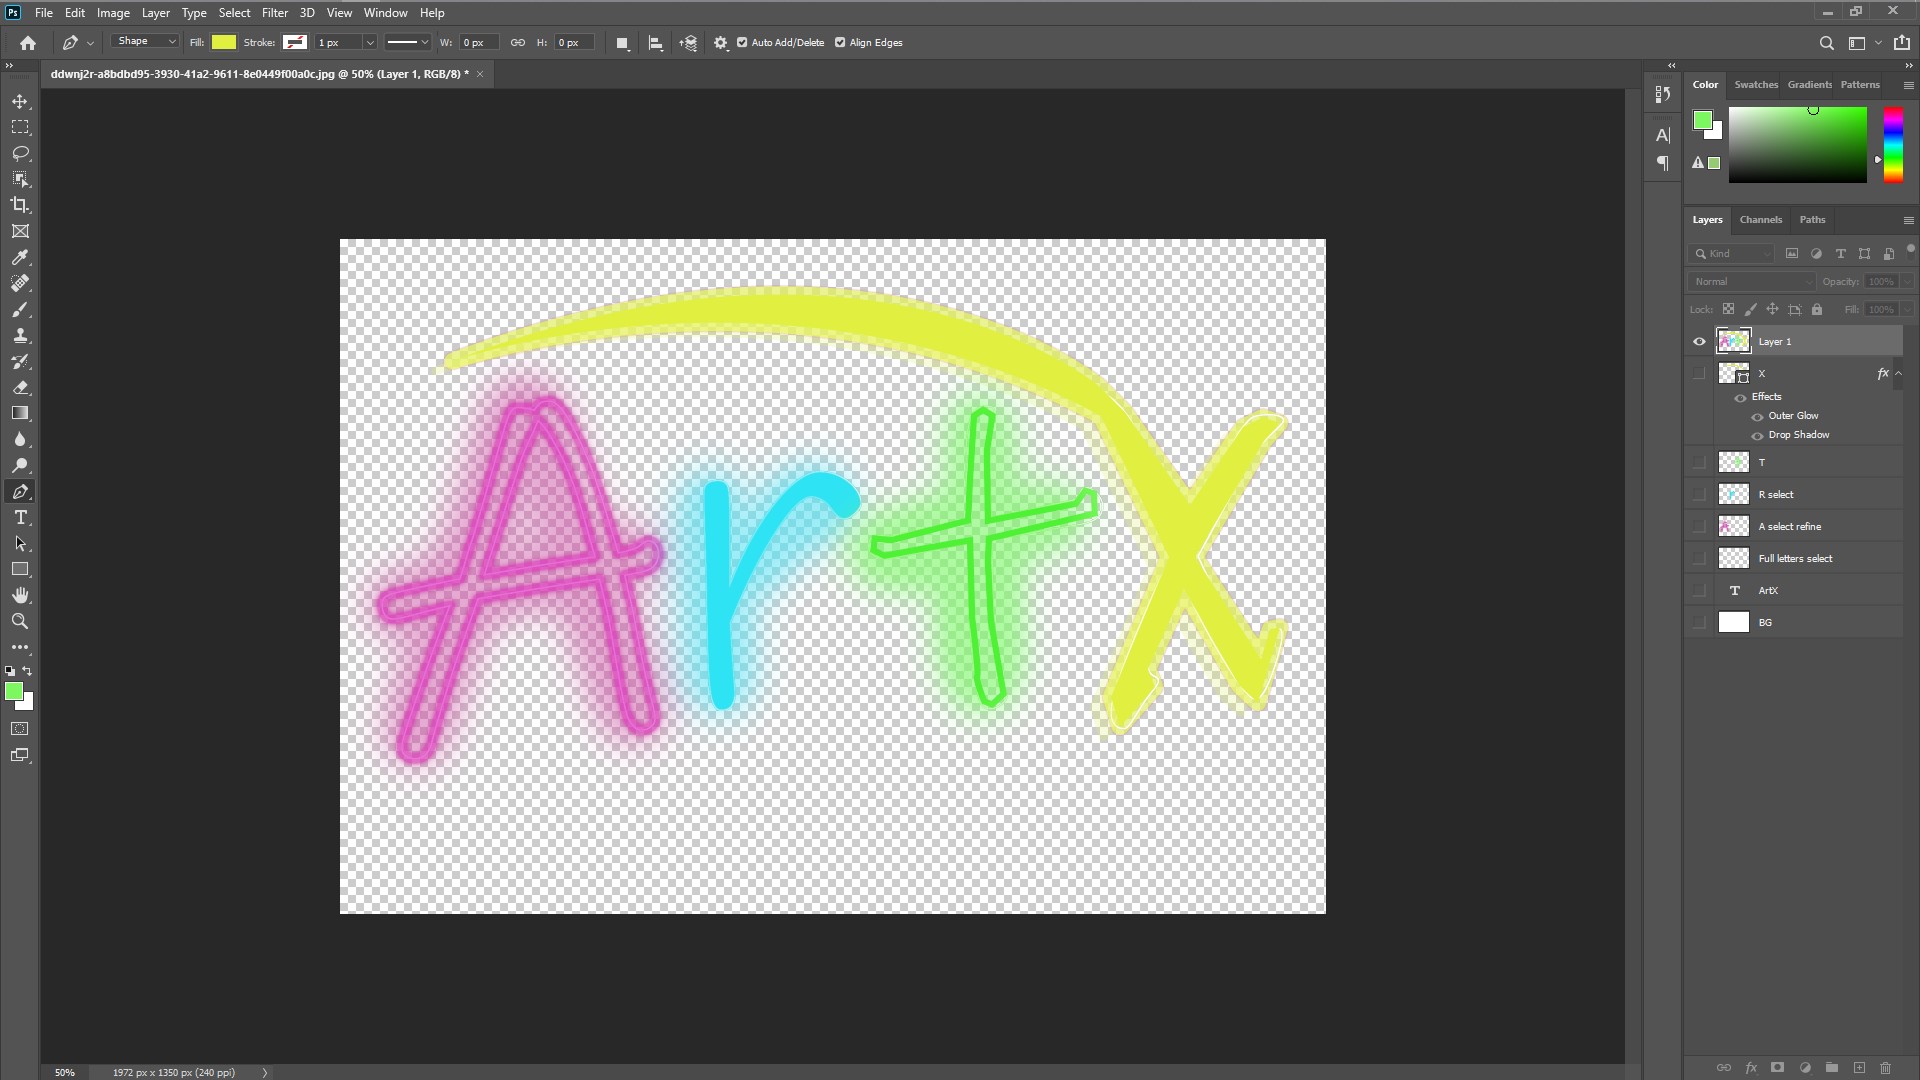 Ps File Edit Image Layer Type Select Filter 3D View Window Help
Shape Fill: Stroke: 1 px W: 0 px H: 0 px Auto Add/Delete Align Edges
ddwnj2r-a8bdbd95-3930-41a2-9611-8e0449f00a0c.jpg @ 50% (Layer 1, RGB/8) *
Color Swatches Gradients Patterns
Layers Channels Paths
Kind
Normal Opacity: 100%
Lock: Fill: 100%
Layer 1
X fx
Effects
Outer Glow
Drop Shadow
T
R select
A select refine
Full letters select
T ArtX
BG
ArtX
50% 1972 px x 1350 px (240 ppi)
fx